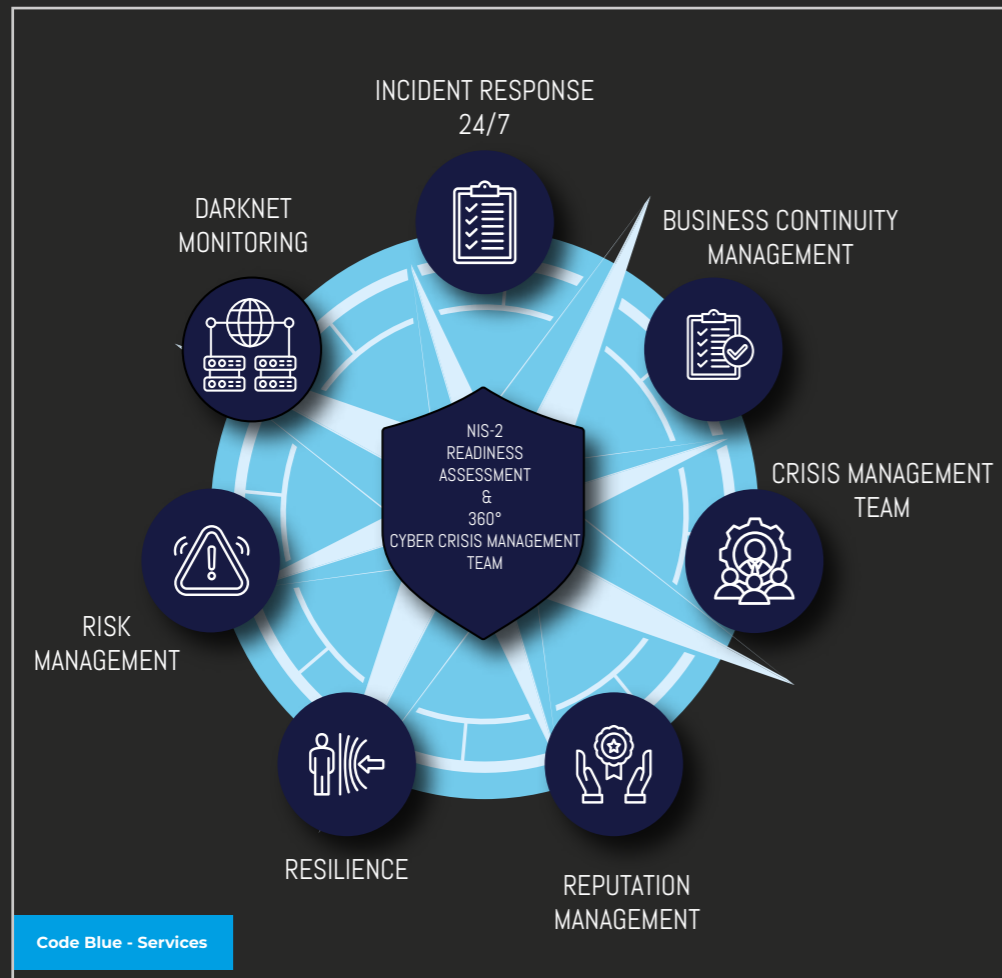 INCIDENT RESPONSE
24/7
DARKNET
MONITORING
BUSINESS CONTINUITY
MANAGEMENT
NIS-2
READINESS
ASSESSMENT
&
360°
CYBER CRISIS MANAGEMENT
TEAM
CRISIS MANAGEMENT
TEAM
RISK
MANAGEMENT
RESILIENCE
REPUTATION
MANAGEMENT
Code Blue - Services